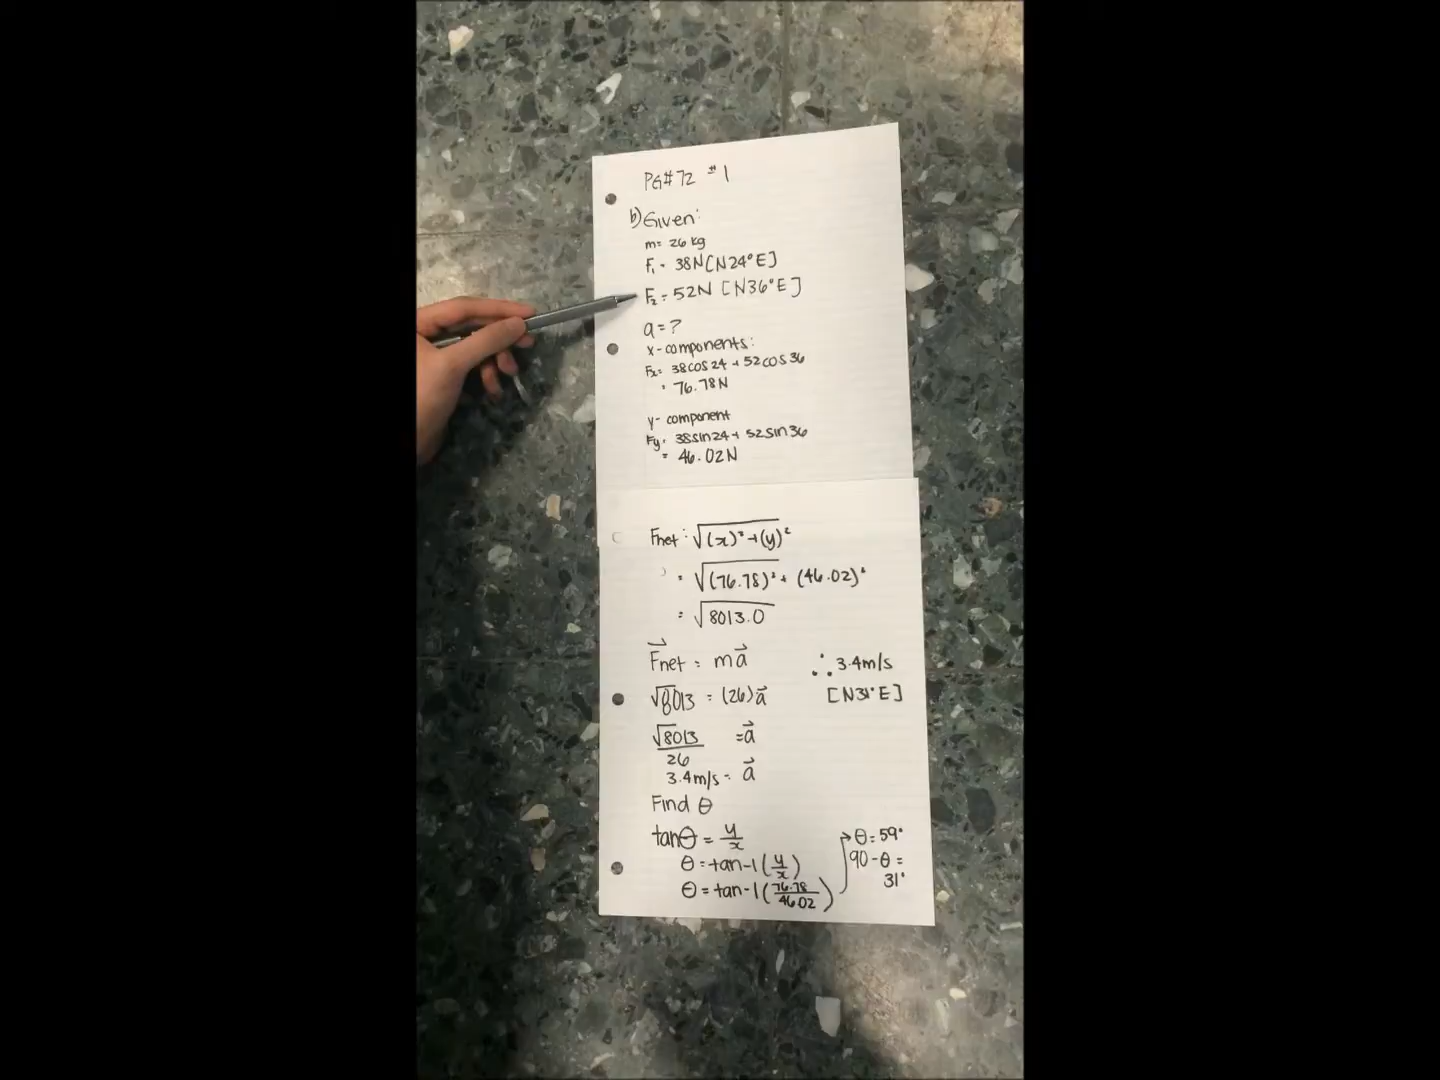 PG#72 #1
b) Given:
m= 26 kg
F₁ = 38N [N24°E]
F₂ = 52N [N36°E]
a = ?
x-components:
Fx= 38cos24 + 52cos36
= 76.78N
y-component
Fy= 38sin24 + 52sin36
= 46.02N
Fnet: √(x)²+(y)²
= √(76.78)² + (46.02)²
= √8013.0
F⃗net = ma⃗
√8013 = (26)a⃗
√8013/26 = a⃗
3.4m/s = a⃗
∴ 3.4m/s
[N31°E]
Find θ
tanθ = y/x
θ = tan-1(y/x)
θ = tan-1(76.78/46.02)
→ θ = 59°
90-θ =
31°